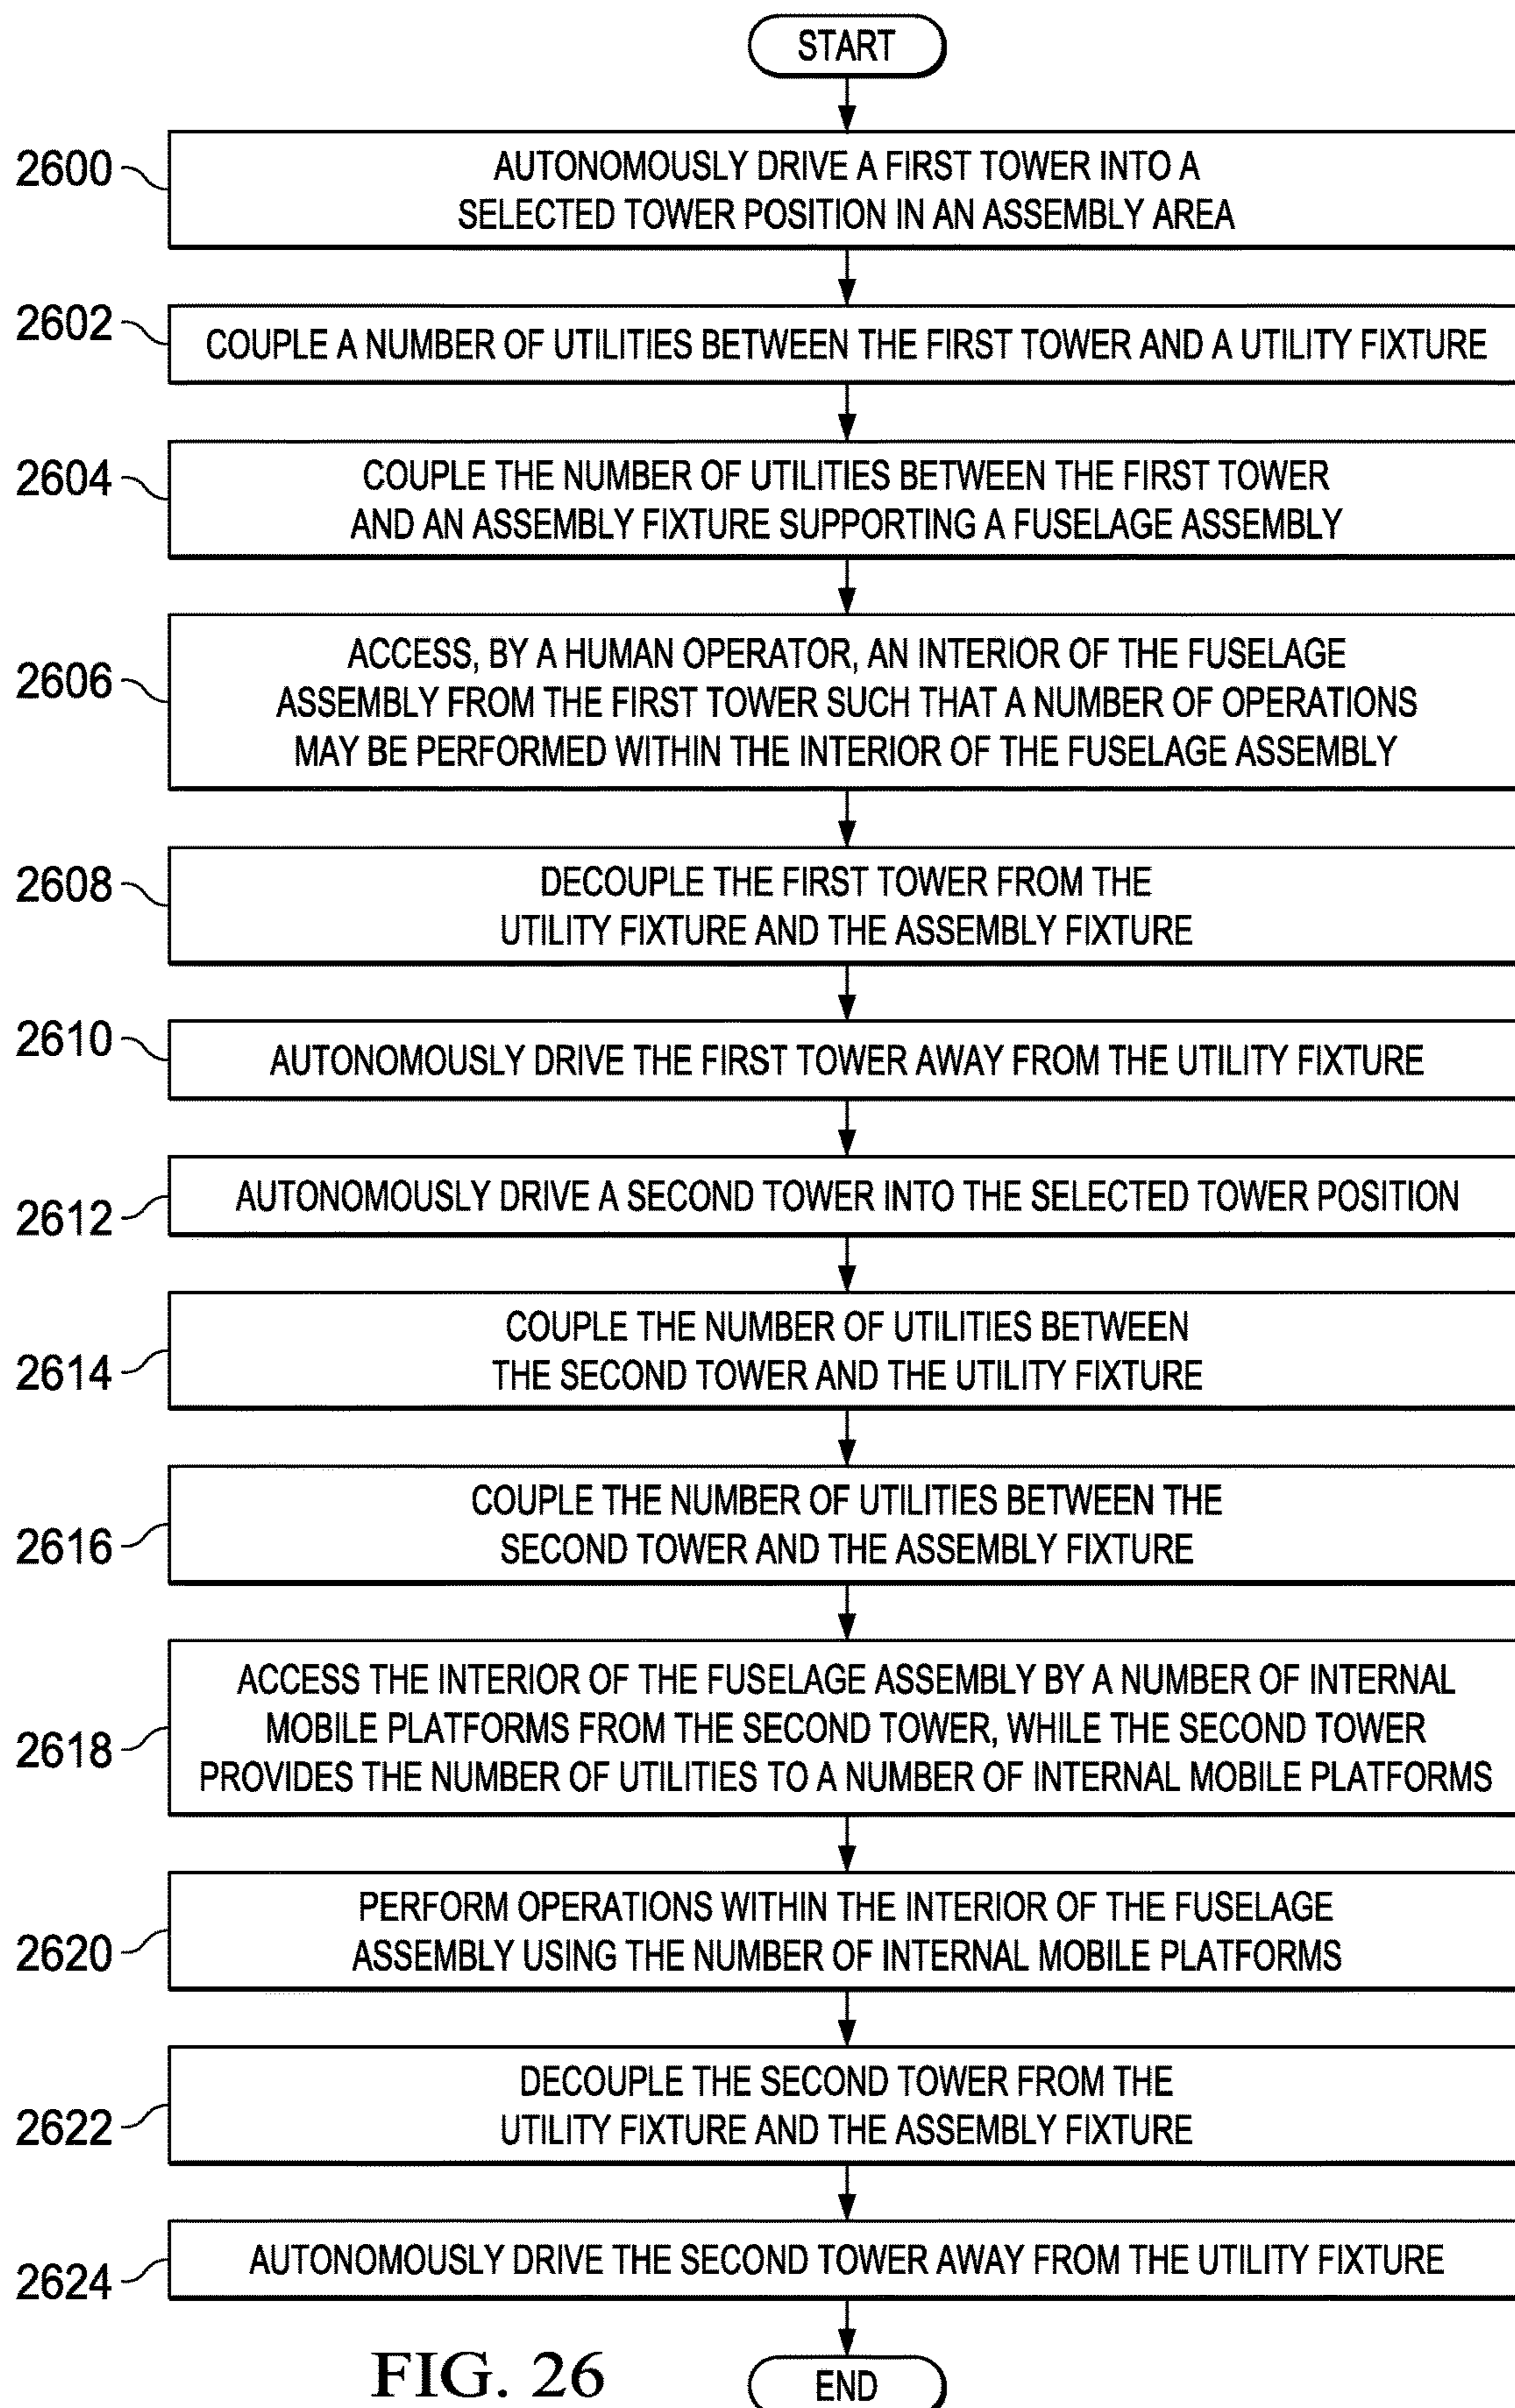 START
2600
AUTONOMOUSLY DRIVE A FIRST TOWER INTO A
SELECTED TOWER POSITION IN AN ASSEMBLY AREA
2602
COUPLE A NUMBER OF UTILITIES BETWEEN THE FIRST TOWER AND A UTILITY FIXTURE
2604
COUPLE THE NUMBER OF UTILITIES BETWEEN THE FIRST TOWER
AND AN ASSEMBLY FIXTURE SUPPORTING A FUSELAGE ASSEMBLY
2606
ACCESS, BY A HUMAN OPERATOR, AN INTERIOR OF THE FUSELAGE
ASSEMBLY FROM THE FIRST TOWER SUCH THAT A NUMBER OF OPERATIONS
MAY BE PERFORMED WITHIN THE INTERIOR OF THE FUSELAGE ASSEMBLY
2608
DECOUPLE THE FIRST TOWER FROM THE
UTILITY FIXTURE AND THE ASSEMBLY FIXTURE
2610
AUTONOMOUSLY DRIVE THE FIRST TOWER AWAY FROM THE UTILITY FIXTURE
2612
AUTONOMOUSLY DRIVE A SECOND TOWER INTO THE SELECTED TOWER POSITION
2614
COUPLE THE NUMBER OF UTILITIES BETWEEN
THE SECOND TOWER AND THE UTILITY FIXTURE
2616
COUPLE THE NUMBER OF UTILITIES BETWEEN THE
SECOND TOWER AND THE ASSEMBLY FIXTURE
2618
ACCESS THE INTERIOR OF THE FUSELAGE ASSEMBLY BY A NUMBER OF INTERNAL
MOBILE PLATFORMS FROM THE SECOND TOWER, WHILE THE SECOND TOWER
PROVIDES THE NUMBER OF UTILITIES TO A NUMBER OF INTERNAL MOBILE PLATFORMS
2620
PERFORM OPERATIONS WITHIN THE INTERIOR OF THE FUSELAGE
ASSEMBLY USING THE NUMBER OF INTERNAL MOBILE PLATFORMS
2622
DECOUPLE THE SECOND TOWER FROM THE
UTILITY FIXTURE AND THE ASSEMBLY FIXTURE
2624
AUTONOMOUSLY DRIVE THE SECOND TOWER AWAY FROM THE UTILITY FIXTURE
FIG. 26
END